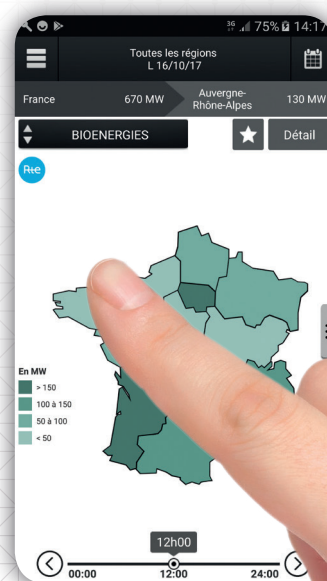 3G 75% 14:17
Toutes les régions
L 16/10/17
France 670 MW Auvergne-
Rhône-Alpes 130 MW
BIOENERGIES Détail
Rte
En MW
> 150
100 à 150
50 à 100
< 50
12h00
00:00 12:00 24:00